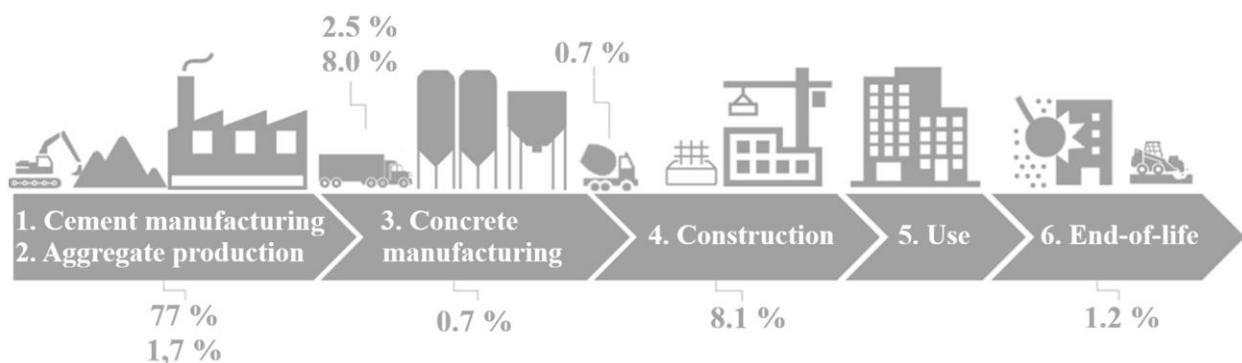 2.5 %
8.0 %
0.7 %
1. Cement manufacturing
2. Aggregate production
3. Concrete
manufacturing
4. Construction
5. Use
6. End-of-life
77 %
1,7 %
0.7 %
8.1 %
1.2 %